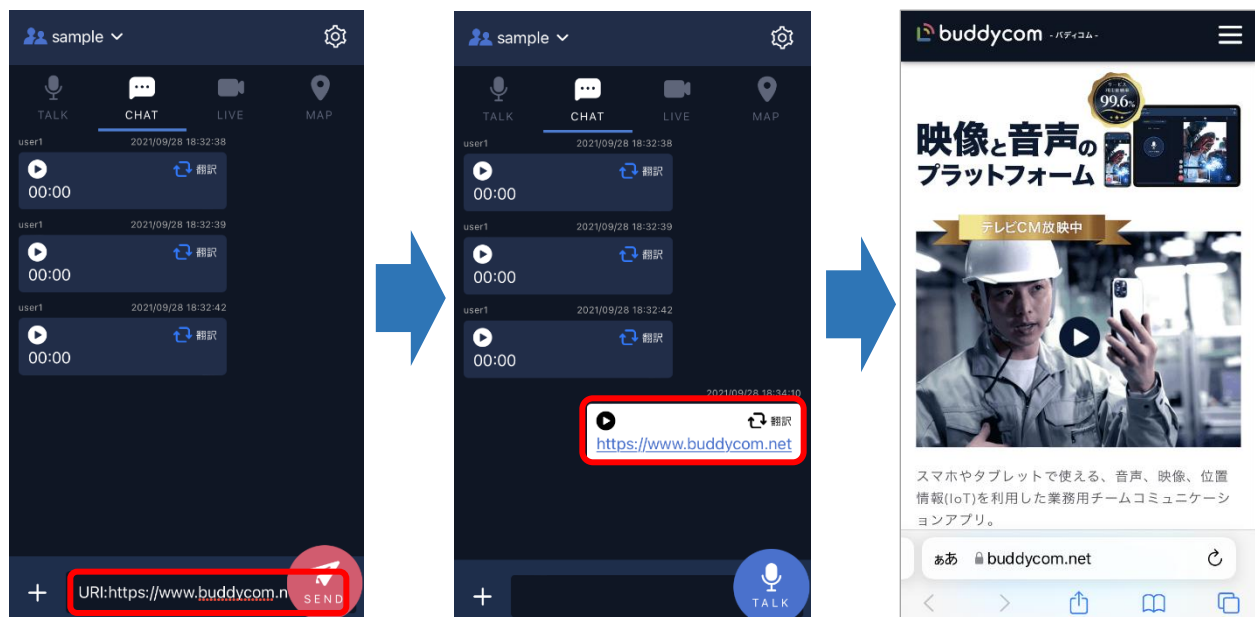 sample
TALK
CHAT
LIVE
MAP
user1 2021/09/28 18:32:38
翻訳
00:00
user1 2021/09/28 18:32:39
翻訳
00:00
user1 2021/09/28 18:32:42
翻訳
00:00
URI:https://www.buddycom.n
SEND
sample
TALK
CHAT
LIVE
MAP
user1 2021/09/28 18:32:38
翻訳
00:00
user1 2021/09/28 18:32:39
翻訳
00:00
user1 2021/09/28 18:32:42
翻訳
00:00
2021/09/28 18:34:10
翻訳
https://www.buddycom.net
TALK
buddycom -バディコム-
99.6%
映像と音声の
プラットフォーム
テレビCM放映中
スマホやタブレットで使える、音声、映像、位置
情報(IoT)を利用した業務用チームコミュニケーシ
ョンアプリ。
ぁあ buddycom.net